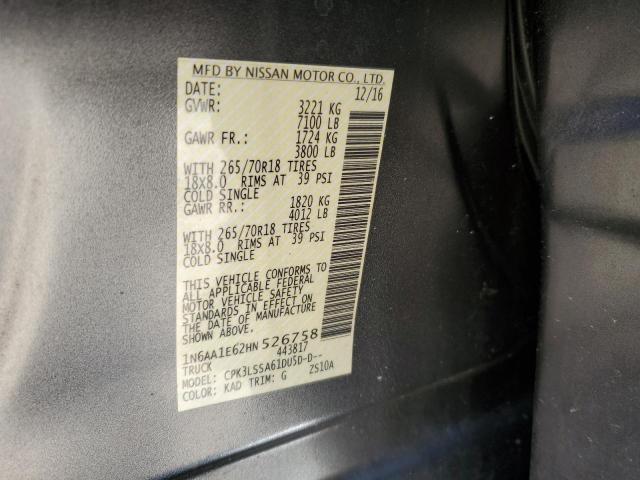 MFD BY NISSAN MOTOR CO., LTD.
DATE: 12/16
GVWR: 3221 KG
7100 LB
GAWR FR.: 1724 KG
3800 LB
WITH 265/70R18 TIRES
18X8.0 RIMS AT 39 PSI
COLD SINGLE
GAWR RR.: 1820 KG
4012 LB
WITH 265/70R18 TIRES
18X8.0 RIMS AT 39 PSI
COLD SINGLE
THIS VEHICLE CONFORMS TO
ALL APPLICABLE FEDERAL
MOTOR VEHICLE SAFETY
STANDARDS IN EFFECT ON
THE DATE OF MANUFACTURE
SHOWN ABOVE.
1N6AA1E62HN526758
TRUCK 443817
MODEL: CPK3LSSA61DU5D-D--
COLOR: KAD TRIM: G ZS10A